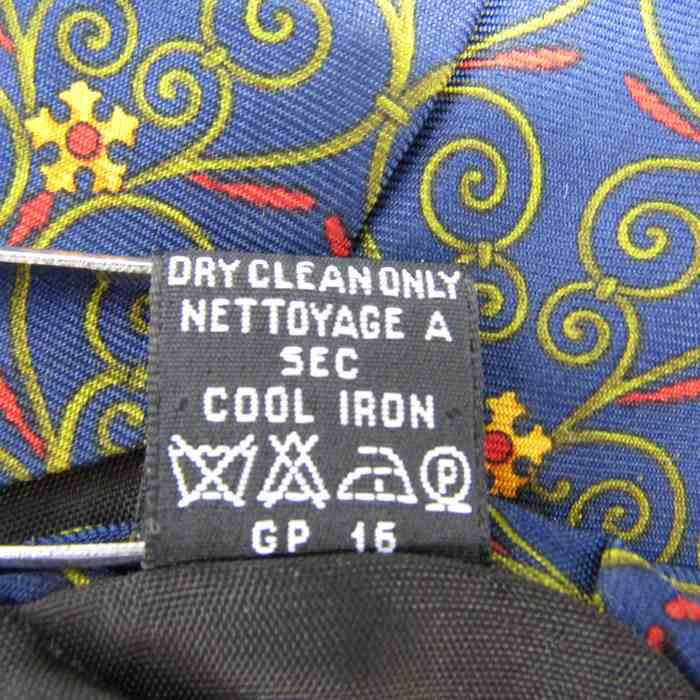 DRY CLEAN ONLY
NETTOYAGE A
SEC
COOL IRON
P
GP 16